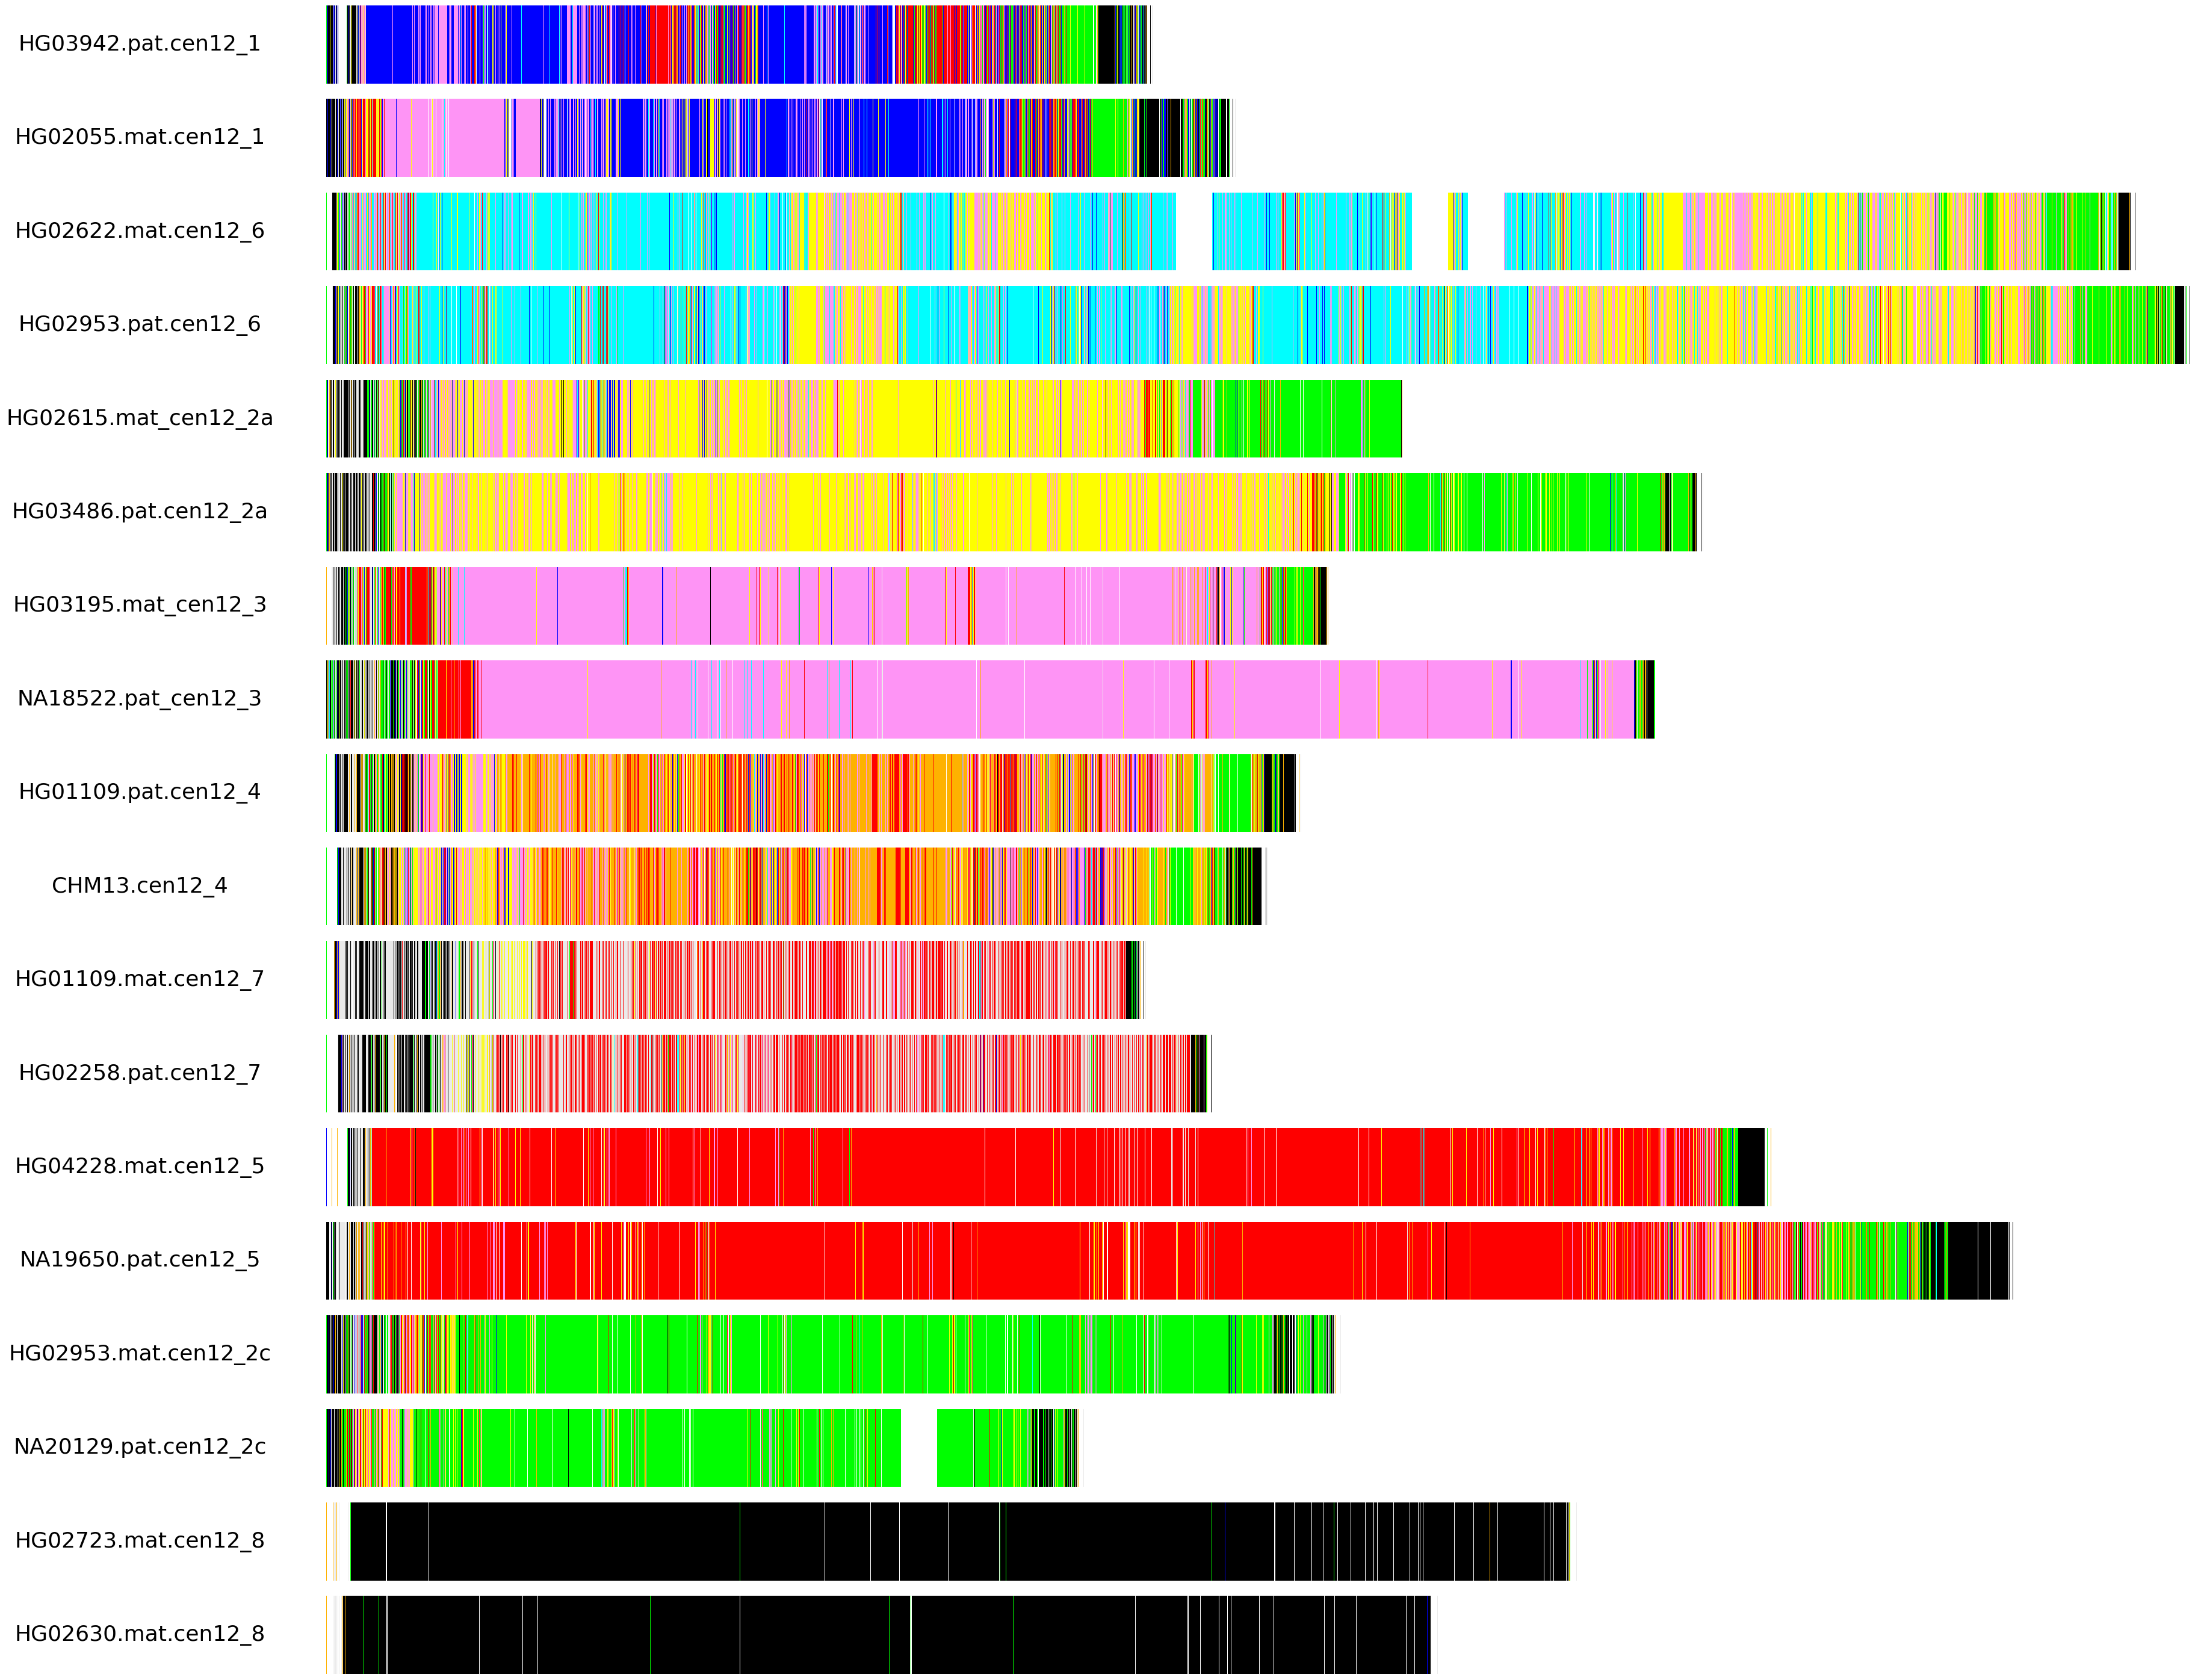 HG03942.pat.cen12_1
HG02055.mat.cen12_1
HG02622.mat.cen12_6
HG02953.pat.cen12_6
HG02615.mat_cen12_2a
HG03486.pat.cen12_2a
HG03195.mat_cen12_3
NA18522.pat_cen12_3
HG01109.pat.cen12_4
CHM13.cen12_4
HG01109.mat.cen12_7
HG02258.pat.cen12_7
HG04228.mat.cen12_5
NA19650.pat.cen12_5
HG02953.mat.cen12_2c
NA20129.pat.cen12_2c
HG02723.mat.cen12_8
HG02630.mat.cen12_8